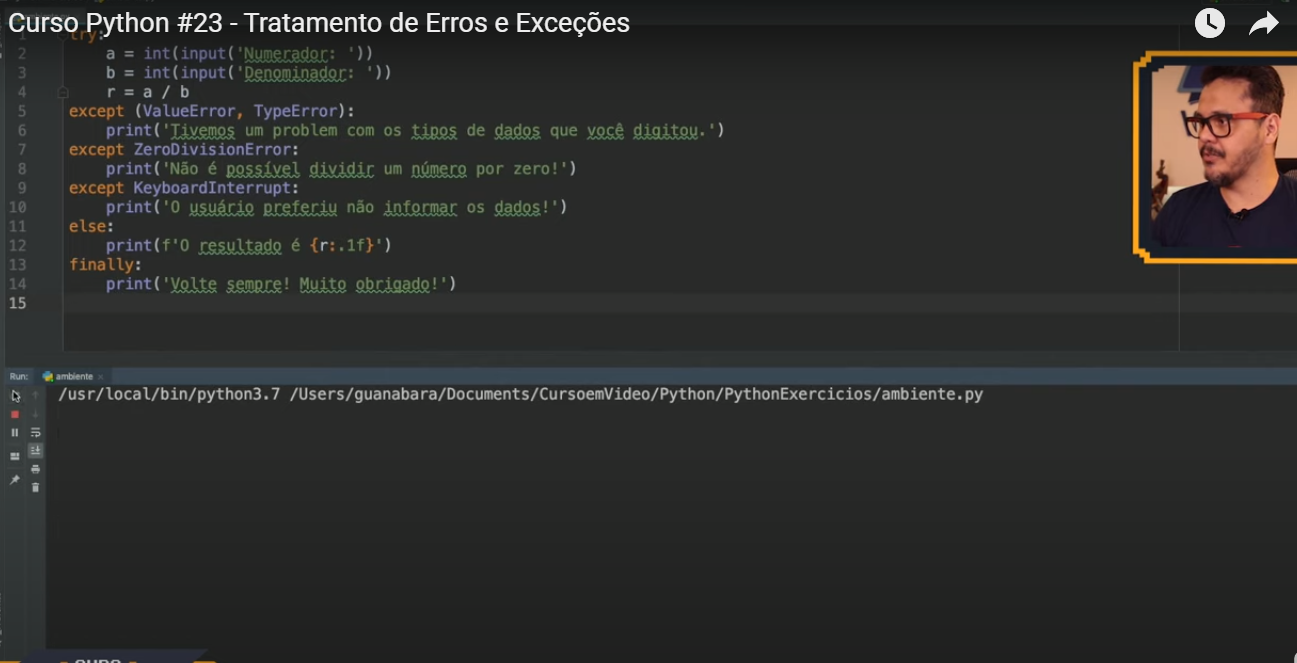 Curso Python #23 - Tratamento de Erros e Exceções
1 try:
2 a = int(input('Numerador: '))
3 b = int(input('Denominador: '))
4 r = a / b
5 except (ValueError, TypeError):
6 print('Tivemos um problem com os tipos de dados que você digitou.')
7 except ZeroDivisionError:
8 print('Não é possível dividir um número por zero!')
9 except KeyboardInterrupt:
10 print('O usuário preferiu não informar os dados!')
11 else:
12 print(f'O resultado é {r:.1f}')
13 finally:
14 print('Volte sempre! Muito obrigado!')
15
Run: ambiente
/usr/local/bin/python3.7 /Users/guanabara/Documents/CursoemVideo/Python/PythonExercicios/ambiente.py